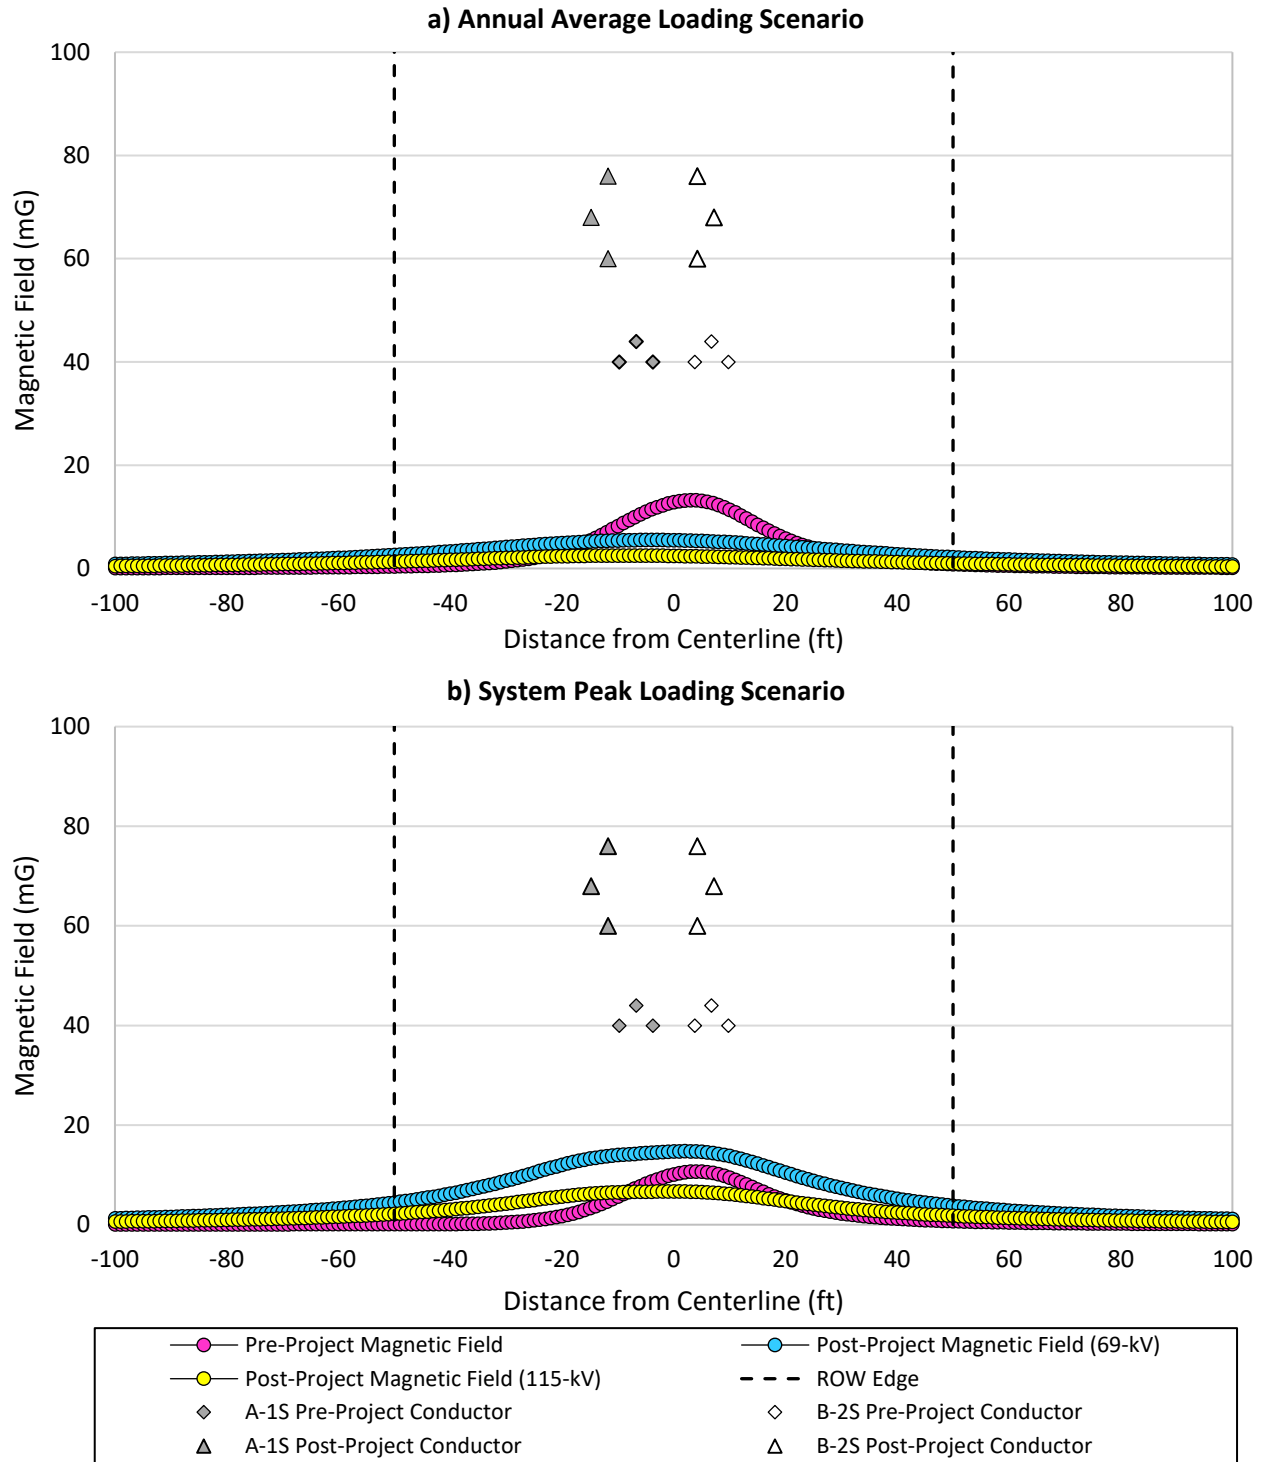 a) Annual Average Loading Scenario
100
80
60
40
20
0
Magnetic Field (mG)
-100 -80 -60 -40 -20 0 20 40 60 80 100
Distance from Centerline (ft)
b) System Peak Loading Scenario
100
80
60
40
20
0
Magnetic Field (mG)
-100 -80 -60 -40 -20 0 20 40 60 80 100
Distance from Centerline (ft)
Pre-Project Magnetic Field Post-Project Magnetic Field (69-kV)
Post-Project Magnetic Field (115-kV) ROW Edge
A-1S Pre-Project Conductor B-2S Pre-Project Conductor
A-1S Post-Project Conductor B-2S Post-Project Conductor